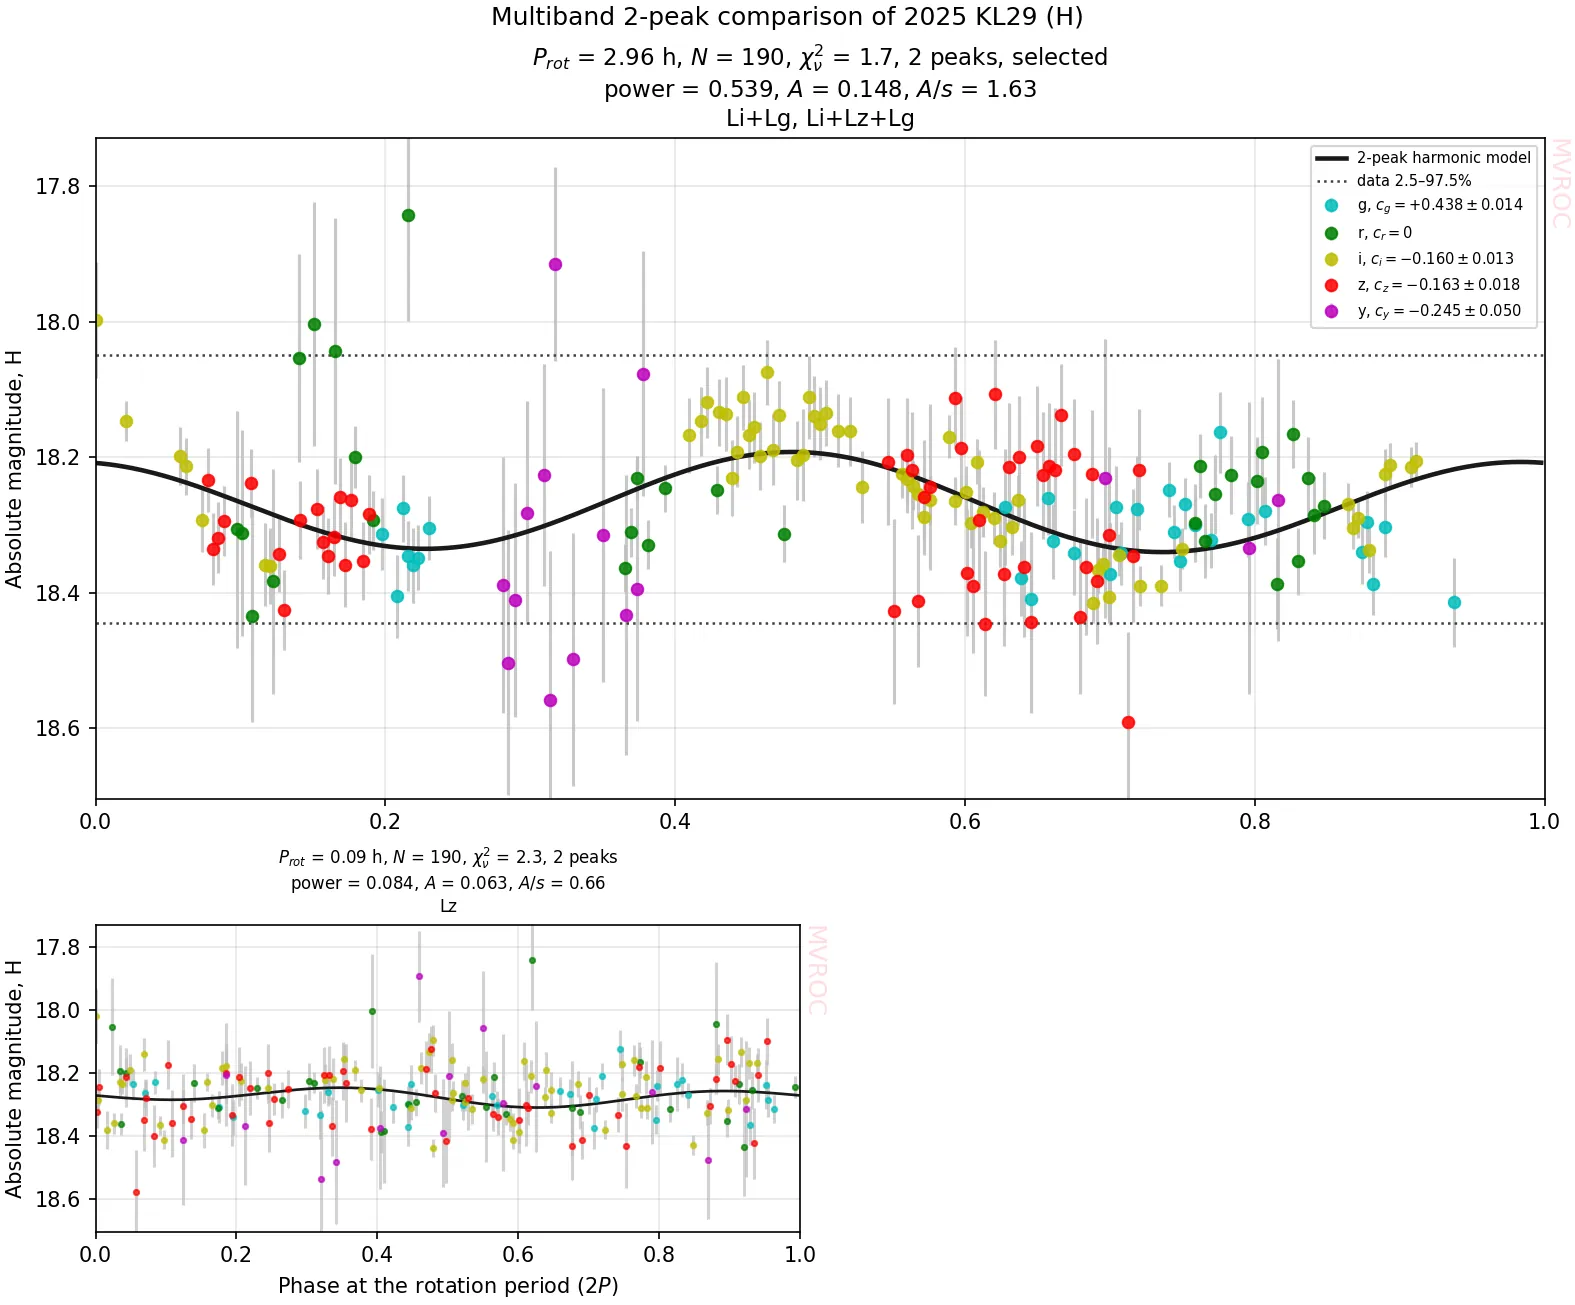 Multiband 2-peak comparison of 2025 KL29 (H)
P_rot = 2.96 h, N = 190, χ²_ν = 1.7, 2 peaks, selected
power = 0.539, A = 0.148, A/s = 1.63
Li+Lg, Li+Lz+Lg
2-peak harmonic model
data 2.5–97.5%
g, c_g = +0.438 ± 0.014
r, c_r = 0
i, c_i = −0.160 ± 0.013
z, c_z = −0.163 ± 0.018
y, c_y = −0.245 ± 0.050
MVROC
Absolute magnitude, H
17.8
18.0
18.2
18.4
18.6
0.0 0.2 0.4 0.6 0.8 1.0
P_rot = 0.09 h, N = 190, χ²_ν = 2.3, 2 peaks
power = 0.084, A = 0.063, A/s = 0.66
Lz
MVROC
Absolute magnitude, H
17.8
18.0
18.2
18.4
18.6
0.0 0.2 0.4 0.6 0.8 1.0
Phase at the rotation period (2P)